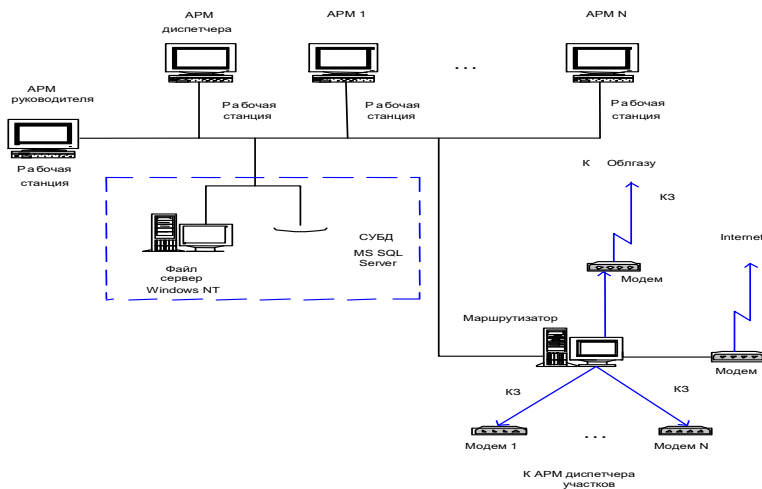 АРМ
диспетчера
АРМ 1
АРМ N
. . .
АРМ
руководителя
Рабочая
станция
Рабочая
станция
Рабочая
станция
Рабочая
станция
К Облгазу
КЗ
Internet
СУБД
MS SQL
Server
Файл
сервер
Windows NT
Модем
Маршрутизатор
Модем
КЗ
КЗ
Модем 1
. . .
Модем N
К АРМ диспетчера
участков